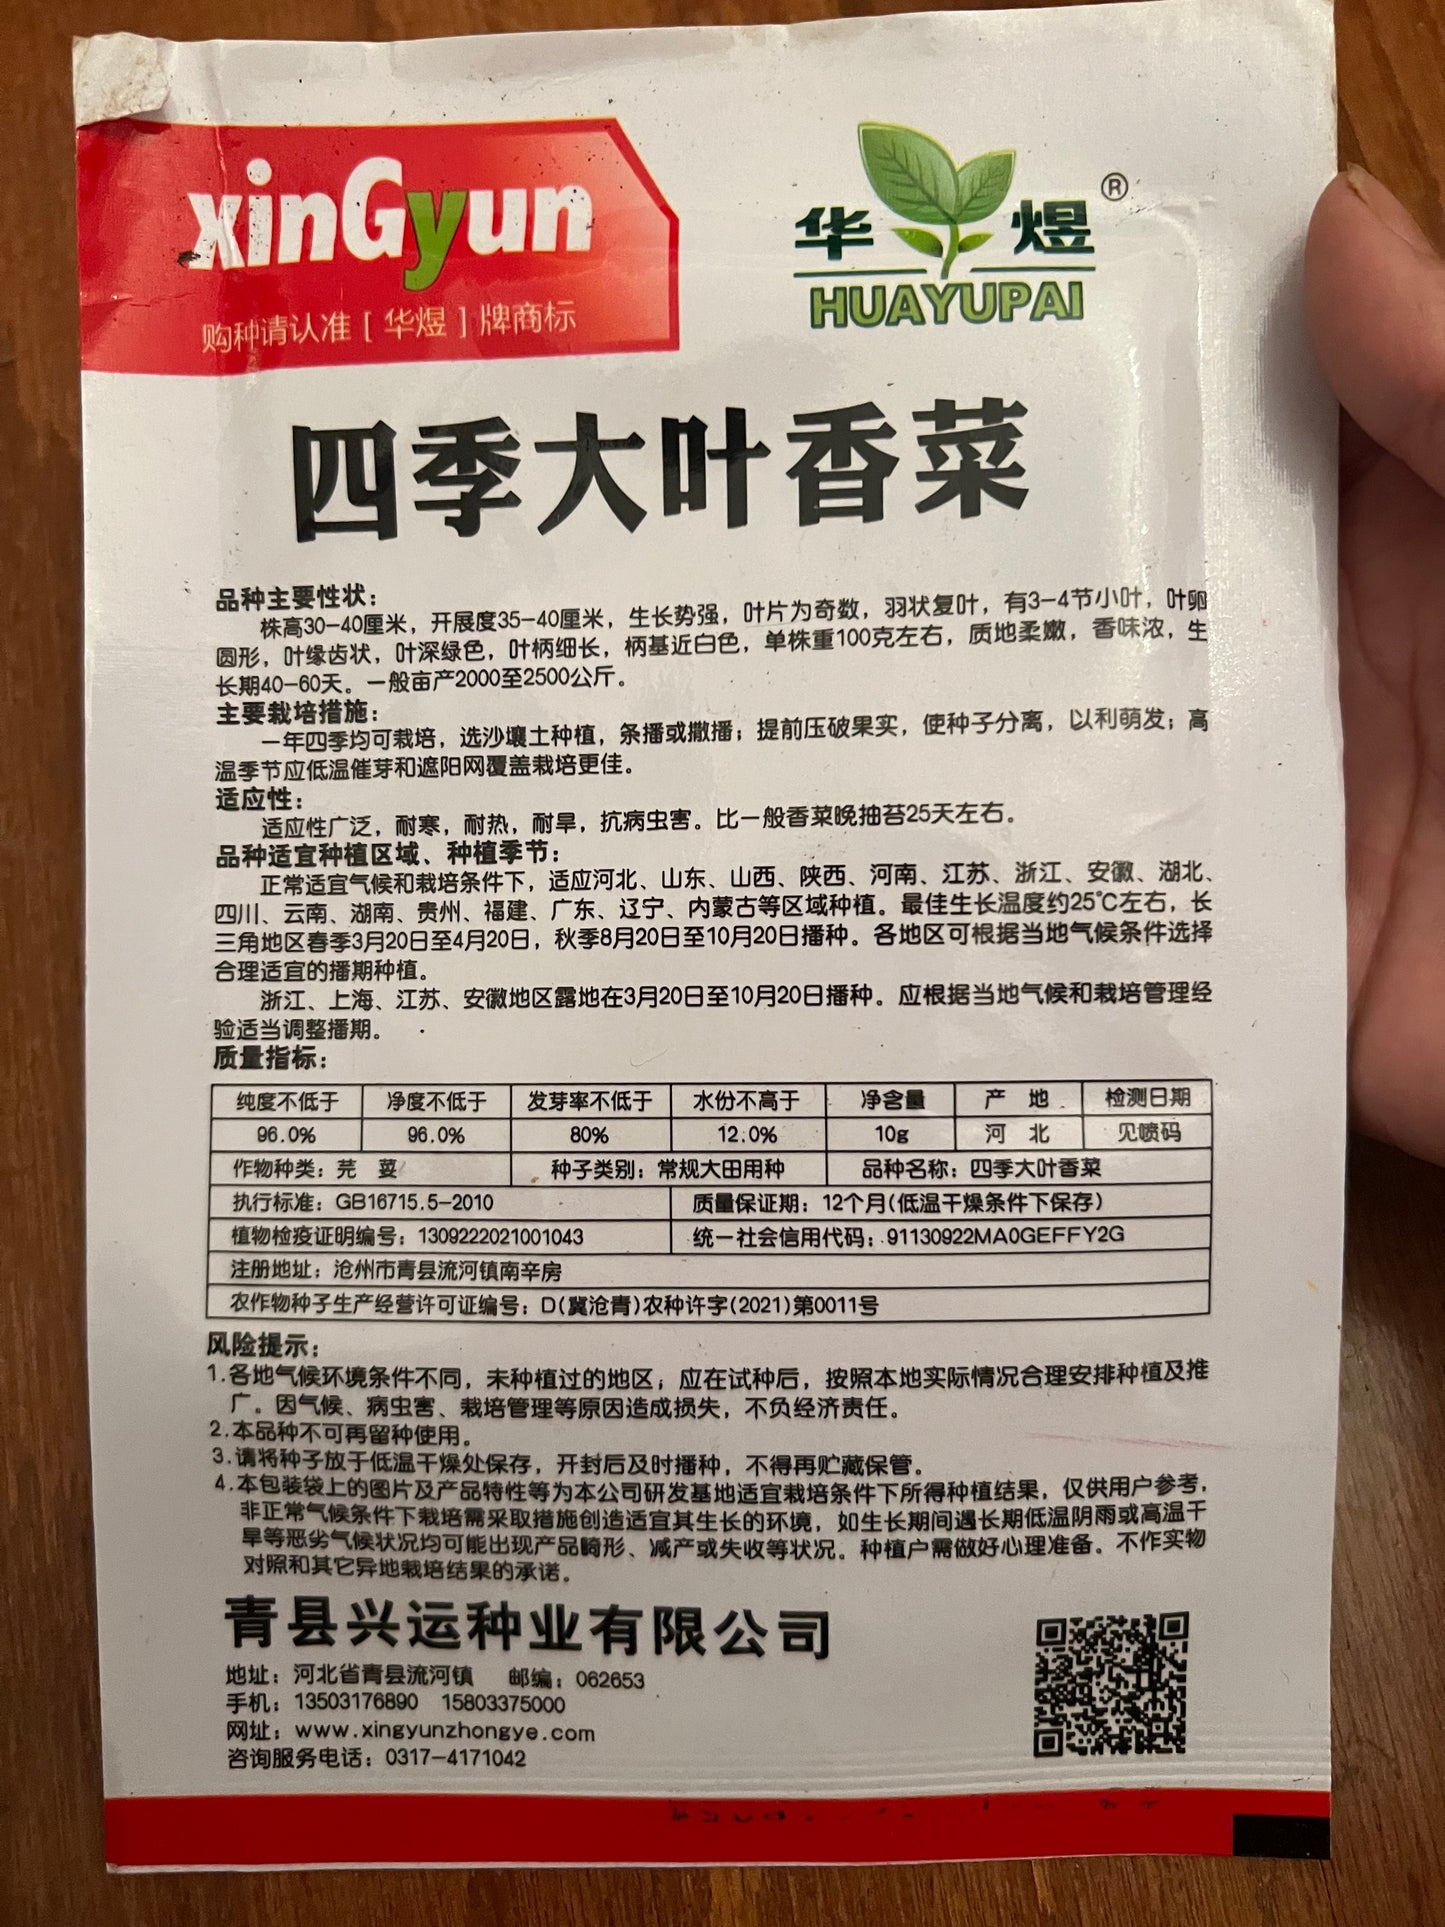 xinGyun
购种请认准 [ 华煜 ] 牌商标
华煜®
HUAYUPAI
四季大叶香菜
品种主要性状：
株高30-40厘米，开展度35-40厘米，生长势强，叶片为奇数，羽状复叶，有3-4节小叶，叶卵
圆形，叶缘齿状，叶深绿色，叶柄细长，柄基近白色，单株重100克左右，质地柔嫩，香味浓，生
长期40-60天。一般亩产2000至2500公斤。
主要栽培措施：
一年四季均可栽培，选沙壤土种植，条播或撒播；提前压破果实，使种子分离，以利萌发；高
温季节应低温催芽和遮阳网覆盖栽培更佳。
适应性：
适应性广泛，耐寒，耐热，耐旱，抗病虫害。比一般香菜晚抽苔25天左右。
品种适宜种植区域、种植季节：
正常适宜气候和栽培条件下，适应河北、山东、山西、陕西、河南、江苏、浙江、安徽、湖北、
四川、云南、湖南、贵州、福建、广东、辽宁、内蒙古等区域种植。最佳生长温度约25℃左右，长
三角地区春季3月20日至4月20日，秋季8月20日至10月20日播种。各地区可根据当地气候条件选择
合理适宜的播期种植。
浙江、上海、江苏、安徽地区露地在3月20日至10月20日播种。应根据当地气候和栽培管理经
验适当调整播期。
质量指标：
纯度不低于 净度不低于 发芽率不低于 水份不高于 净含量 产 地 检测日期
96.0% 96.0% 80% 12.0% 10g 河 北 见喷码
作物种类：芫 荽 种子类别：常规大田用种 品种名称：四季大叶香菜
执行标准：GB16715.5-2010 质量保证期：12个月(低温干燥条件下保存)
植物检疫证明编号：1309222021001043 统一社会信用代码：91130922MA0GEFFY2G
注册地址：沧州市青县流河镇南辛房
农作物种子生产经营许可证编号：D(冀沧青)农种许字(2021)第0011号
风险提示：
1.各地气候环境条件不同，未种植过的地区；应在试种后，按照本地实际情况合理安排种植及推
广。因气候、病虫害、栽培管理等原因造成损失，不负经济责任。
2.本品种不可再留种使用。
3.请将种子放于低温干燥处保存，开封后及时播种，不得再贮藏保管。
4.本包装袋上的图片及产品特性等为本公司研发基地适宜栽培条件下所得种植结果，仅供用户参考，
非正常气候条件下栽培需采取措施创造适宜其生长的环境，如生长期间遇长期低温阴雨或高温干
旱等恶劣气候状况均可能出现产品畸形、减产或失收等状况。种植户需做好心理准备。不作实物
对照和其它异地栽培结果的承诺。
青县兴运种业有限公司
地址：河北省青县流河镇 邮编：062653
手机：13503176890 15803375000
网址：www.xingyunzhongye.com
咨询服务电话：0317-4171042